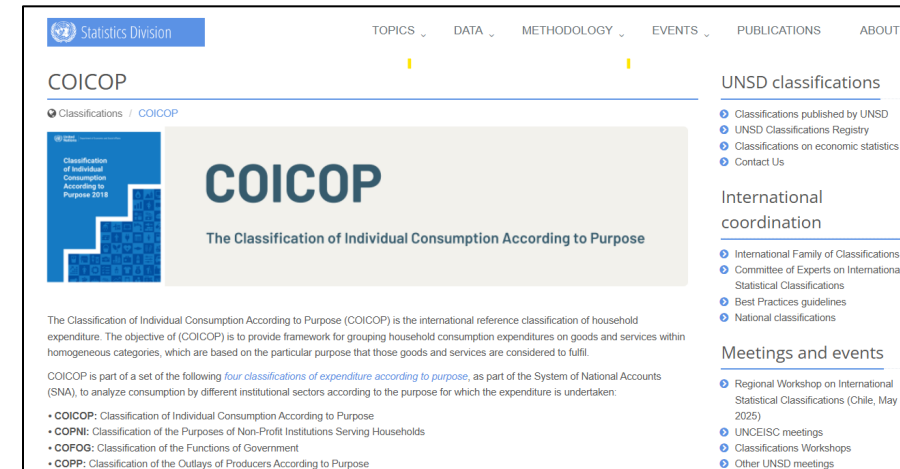 Statistics Division
TOPICS DATA METHODOLOGY EVENTS PUBLICATIONS ABOUT
COICOP
Classifications / COICOP
United Nations
Classification
of Individual
Consumption
According to
Purpose 2018
COICOP
The Classification of Individual Consumption According to Purpose
The Classification of Individual Consumption According to Purpose (COICOP) is the international reference classification of household
expenditure. The objective of (COICOP) is to provide framework for grouping household consumption expenditures on goods and services within
homogeneous categories, which are based on the particular purpose that those goods and services are considered to fulfil.
COICOP is part of a set of the following four classifications of expenditure according to purpose, as part of the System of National Accounts
(SNA), to analyze consumption by different institutional sectors according to the purpose for which the expenditure is undertaken:
• COICOP: Classification of Individual Consumption According to Purpose
• COPNI: Classification of the Purposes of Non-Profit Institutions Serving Households
• COFOG: Classification of the Functions of Government
• COPP: Classification of the Outlays of Producers According to Purpose
UNSD classifications
Classifications published by UNSD
UNSD Classifications Registry
Classifications on economic statistics
Contact Us
International
coordination
International Family of Classifications
Committee of Experts on Internationa
Statistical Classifications
Best Practices guidelines
National classifications
Meetings and events
Regional Workshop on International
Statistical Classifications (Chile, May
2025)
UNCEISC meetings
Classifications Workshops
Other UNSD meetings